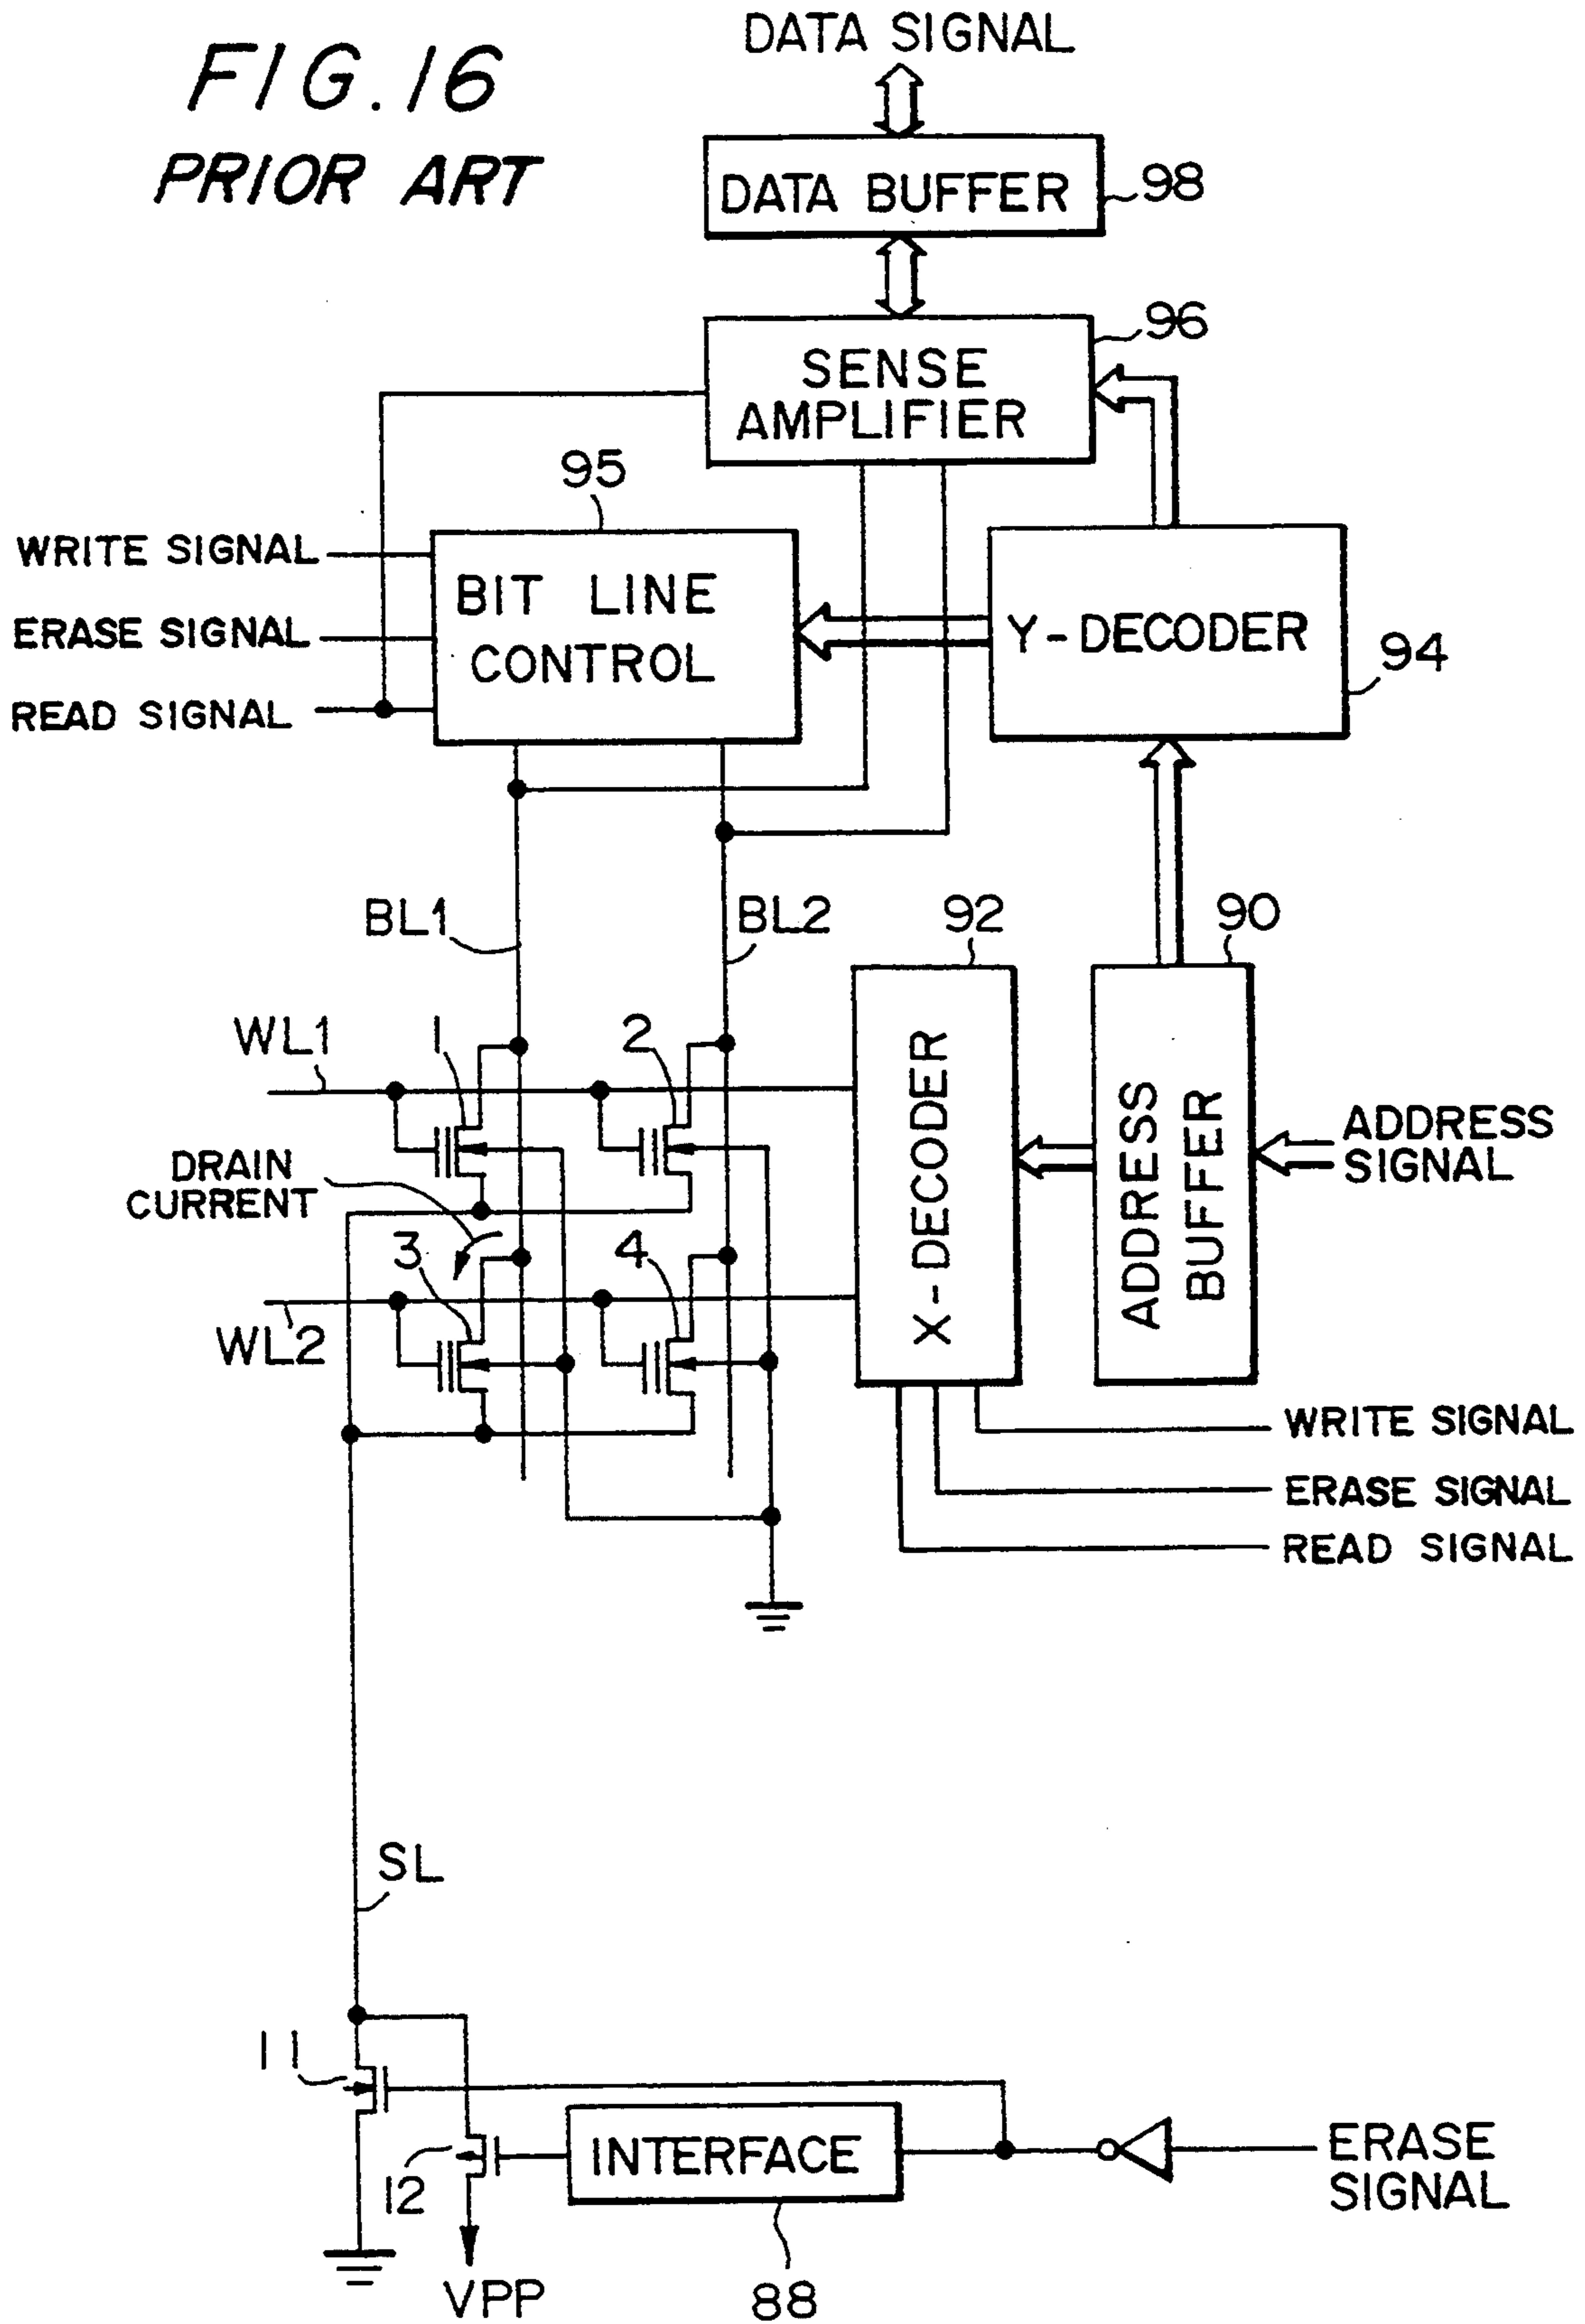 FIG. 16
PRIOR ART
DATA SIGNAL
DATA BUFFER
98
SENSE
AMPLIFIER
96
95
WRITE SIGNAL
ERASE SIGNAL
READ SIGNAL
BIT LINE
CONTROL
Y-DECODER
94
BL1
BL2
92
90
WL1
1
2
X-DECODER
ADDRESS
BUFFER
ADDRESS
SIGNAL
DRAIN
CURRENT
3
4
WL2
WRITE SIGNAL
ERASE SIGNAL
READ SIGNAL
SL
11
12
INTERFACE
ERASE
SIGNAL
VPP
88